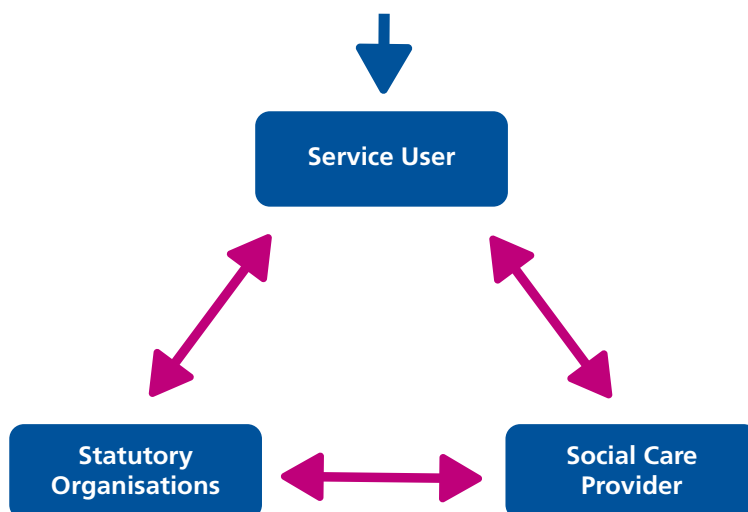 Service User
Statutory
Organisations
Social Care
Provider